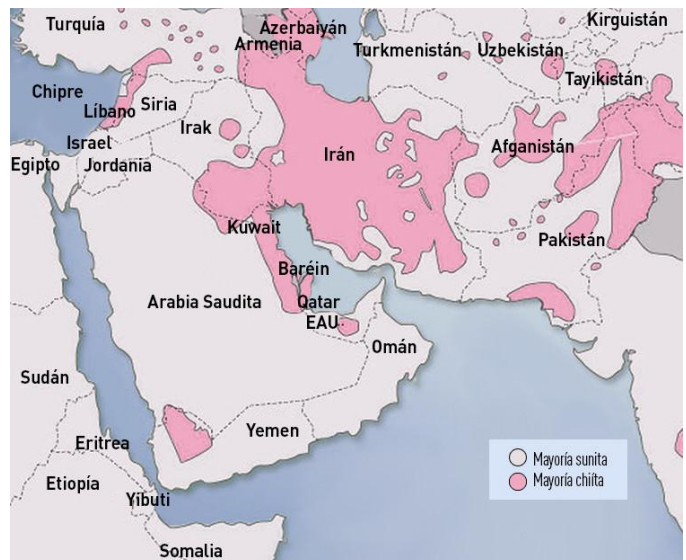 Turquía
Azerbaiyán
Armenia
Turkmenistán
Uzbekistán
Kirguistán
Tayikistán
Chipre
Líbano
Siria
Irak
Irán
Afganistán
Israel
Egipto
Jordania
Kuwait
Pakistán
Baréin
Arabia Saudita
Qatar
EAU
Omán
Sudán
Yemen
Eritrea
Etiopía
Yibuti
Somalia
Mayoría sunita
Mayoría chiíta